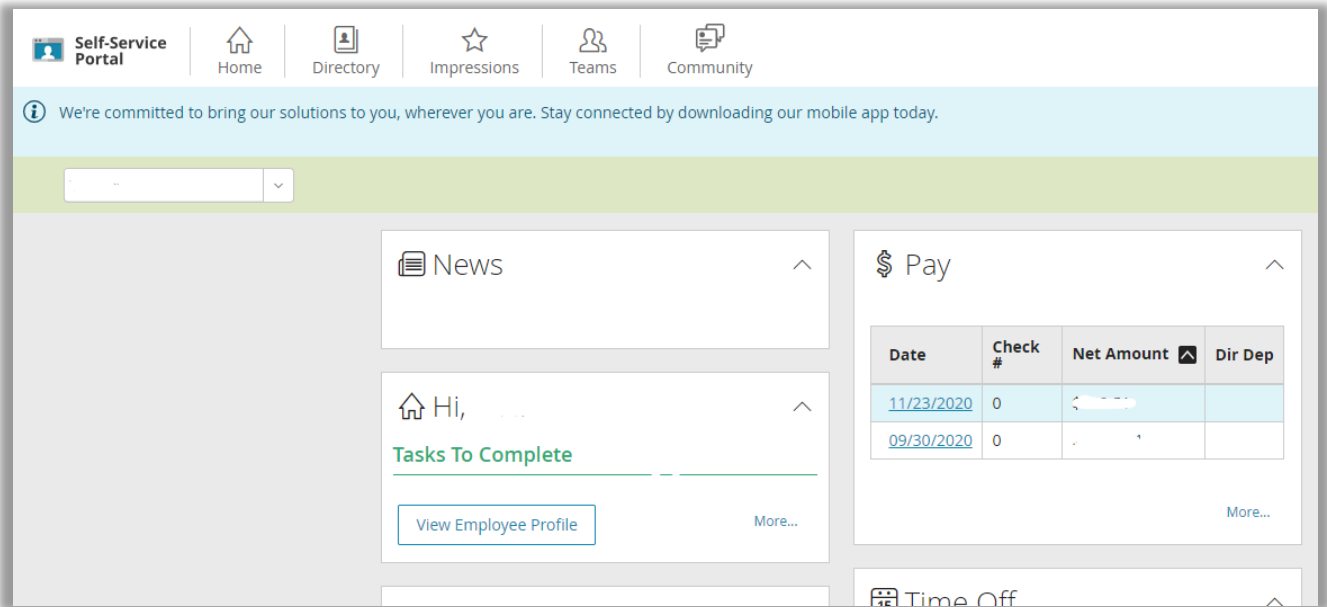 Self-Service
Portal
Home
Directory
Impressions
Teams
Community
We're committed to bring our solutions to you, wherever you are. Stay connected by downloading our mobile app today.
News
Hi,
Tasks To Complete
View Employee Profile
More...
$ Pay
Date Check # Net Amount Dir Dep
11/23/2020 0
09/30/2020 0
More...
15 Time Off